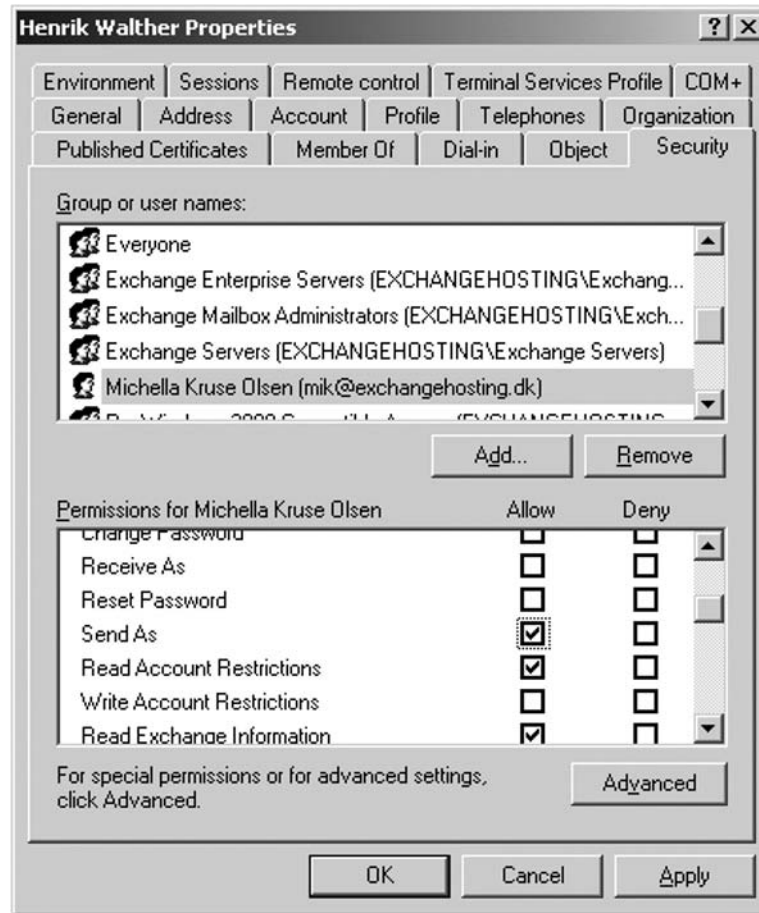 Henrik Walther Properties
Environment Sessions Remote control Terminal Services Profile COM+
General Address Account Profile Telephones Organization
Published Certificates Member Of Dial-in Object Security
Group or user names:
Everyone
Exchange Enterprise Servers (EXCHANGEHOSTING\Exchang...
Exchange Mailbox Administrators (EXCHANGEHOSTING\Exch...
Exchange Servers (EXCHANGEHOSTING\Exchange Servers)
Michella Kruse Olsen (mik@exchangehosting.dk)
Add... Remove
Permissions for Michella Kruse Olsen Allow Deny
Change Password
Receive As
Reset Password
Send As
Read Account Restrictions
Write Account Restrictions
Read Exchange Information
For special permissions or for advanced settings,
click Advanced.
Advanced
OK Cancel Apply